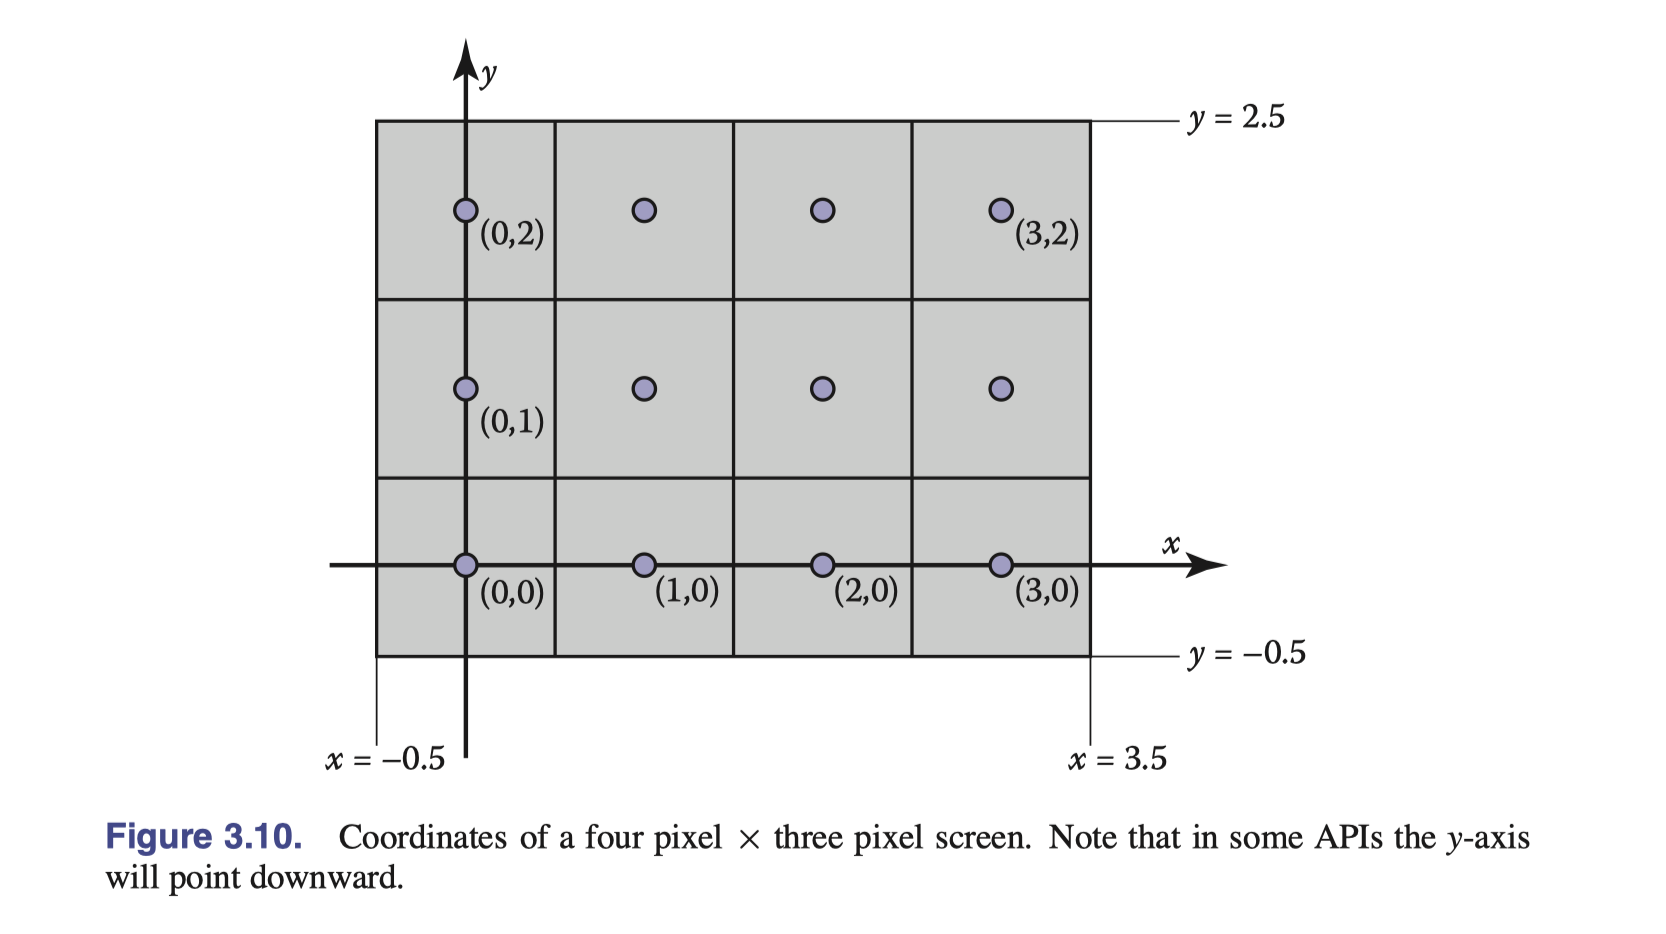 y
y = 2.5
(0,2)
(3,2)
(0,1)
x
(0,0)
(1,0)
(2,0)
(3,0)
y = −0.5
x = −0.5
x = 3.5
Figure 3.10. Coordinates of a four pixel × three pixel screen. Note that in some APIs the y-axis
will point downward.